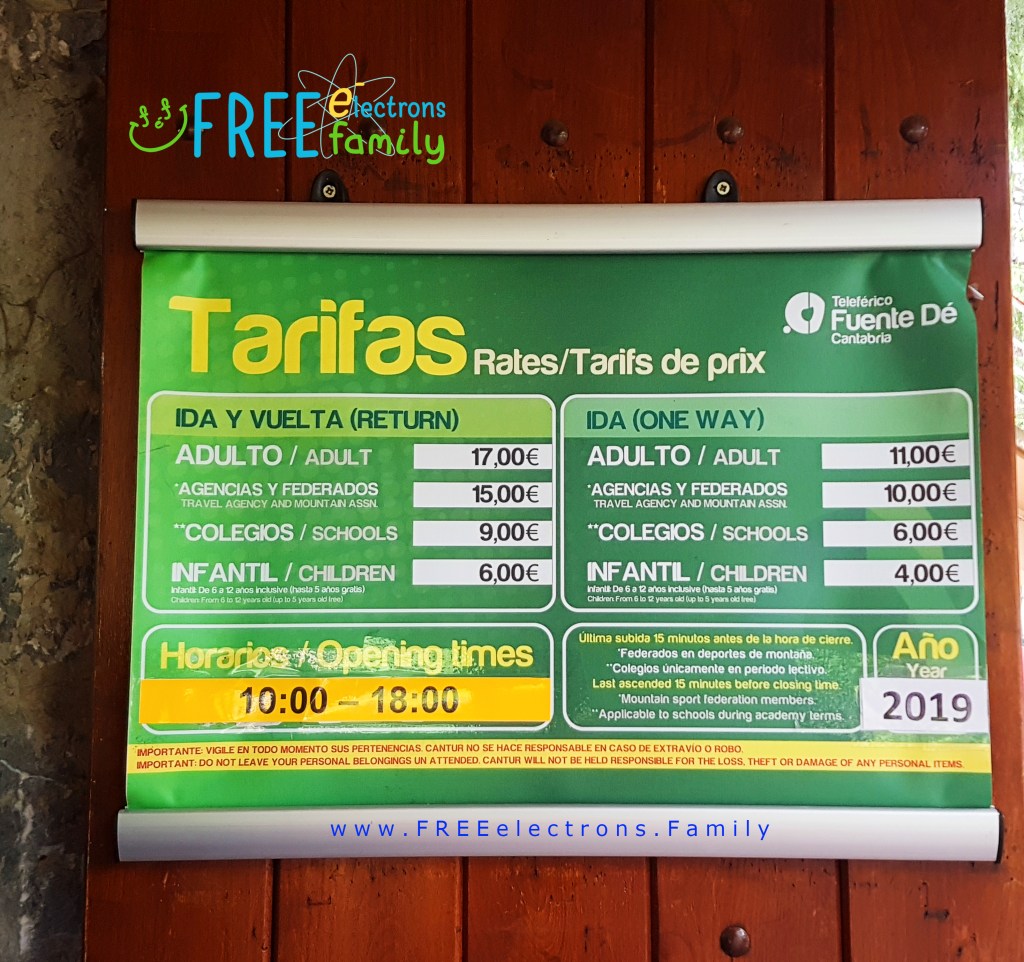 FREE electrons
family
Teleférico
Fuente Dé
Cantabria
Tarifas Rates/Tarifs de prix
IDA Y VUELTA (RETURN)
ADULTO / ADULT 17,00€
*AGENCIAS Y FEDERADOS 15,00€
TRAVEL AGENCY AND MOUNTAIN ASSN.
**COLEGIOS / SCHOOLS 9,00€
INFANTIL / CHILDREN 6,00€
Infantil: De 6 a 12 años inclusive (hasta 5 años gratis)
Children: From 6 to 12 years old (up to 5 years old free)
IDA (ONE WAY)
ADULTO / ADULT 11,00€
*AGENCIAS Y FEDERADOS 10,00€
TRAVEL AGENCY AND MOUNTAIN ASSN.
**COLEGIOS / SCHOOLS 6,00€
INFANTIL / CHILDREN 4,00€
Infantil: De 6 a 12 años inclusive (hasta 5 años gratis)
Children: From 6 to 12 years old (up to 5 years old free)
Horarios / Opening times
10:00 – 18:00
Última subida 15 minutos antes de la hora de cierre.
*Federados en deportes de montaña.
**Colegios únicamente en periodo lectivo.
Last ascended 15 minutes before closing time.
*Mountain sport federation members.
**Applicable to schools during academy terms.
Año
Year
2019
IMPORTANTE: VIGILE EN TODO MOMENTO SUS PERTENENCIAS. CANTUR NO SE HACE RESPONSABLE EN CASO DE EXTRAVÍO O ROBO.
IMPORTANT: DO NOT LEAVE YOUR PERSONAL BELONGINGS UN ATTENDED. CANTUR WILL NOT BE HELD RESPONSIBLE FOR THE LOSS, THEFT OR DAMAGE OF ANY PERSONAL ITEMS.
www.FREEelectrons.Family